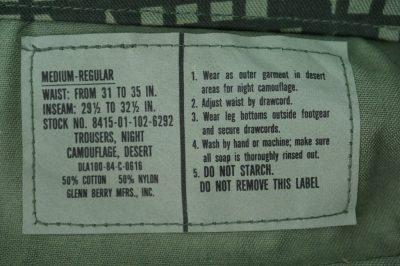 MEDIUM-REGULAR
WAIST: FROM 31 TO 35 IN.
INSEAM: 29½ TO 32½ IN.
STOCK NO. 8415-01-102-6292
TROUSERS, NIGHT
CAMOUFLAGE, DESERT
DLA100-84-C-0616
50% COTTON 50% NYLON
GLENN BERRY MFRS., INC.
1. Wear as outer garment in desert
areas for night camouflage.
2. Adjust waist by drawcord.
3. Wear leg bottoms outside footgear
and secure drawcords.
4. Wash by hand or machine; make sure
all soap is thoroughly rinsed out.
5. DO NOT STARCH.
DO NOT REMOVE THIS LABEL